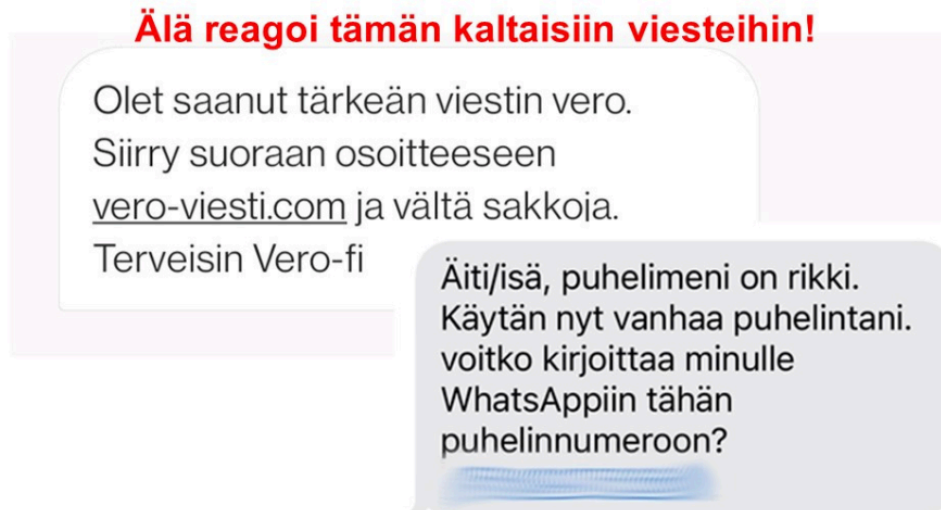 Älä reagoi tämän kaltaisiin viesteihin!
Olet saanut tärkeän viestin vero.
Siirry suoraan osoitteeseen
vero-viesti.com ja vältä sakkoja.
Terveisin Vero-fi
Äiti/isä, puhelimeni on rikki.
Käytän nyt vanhaa puhelintani.
voitko kirjoittaa minulle
WhatsAppiin tähän
puhelinnumeroon?